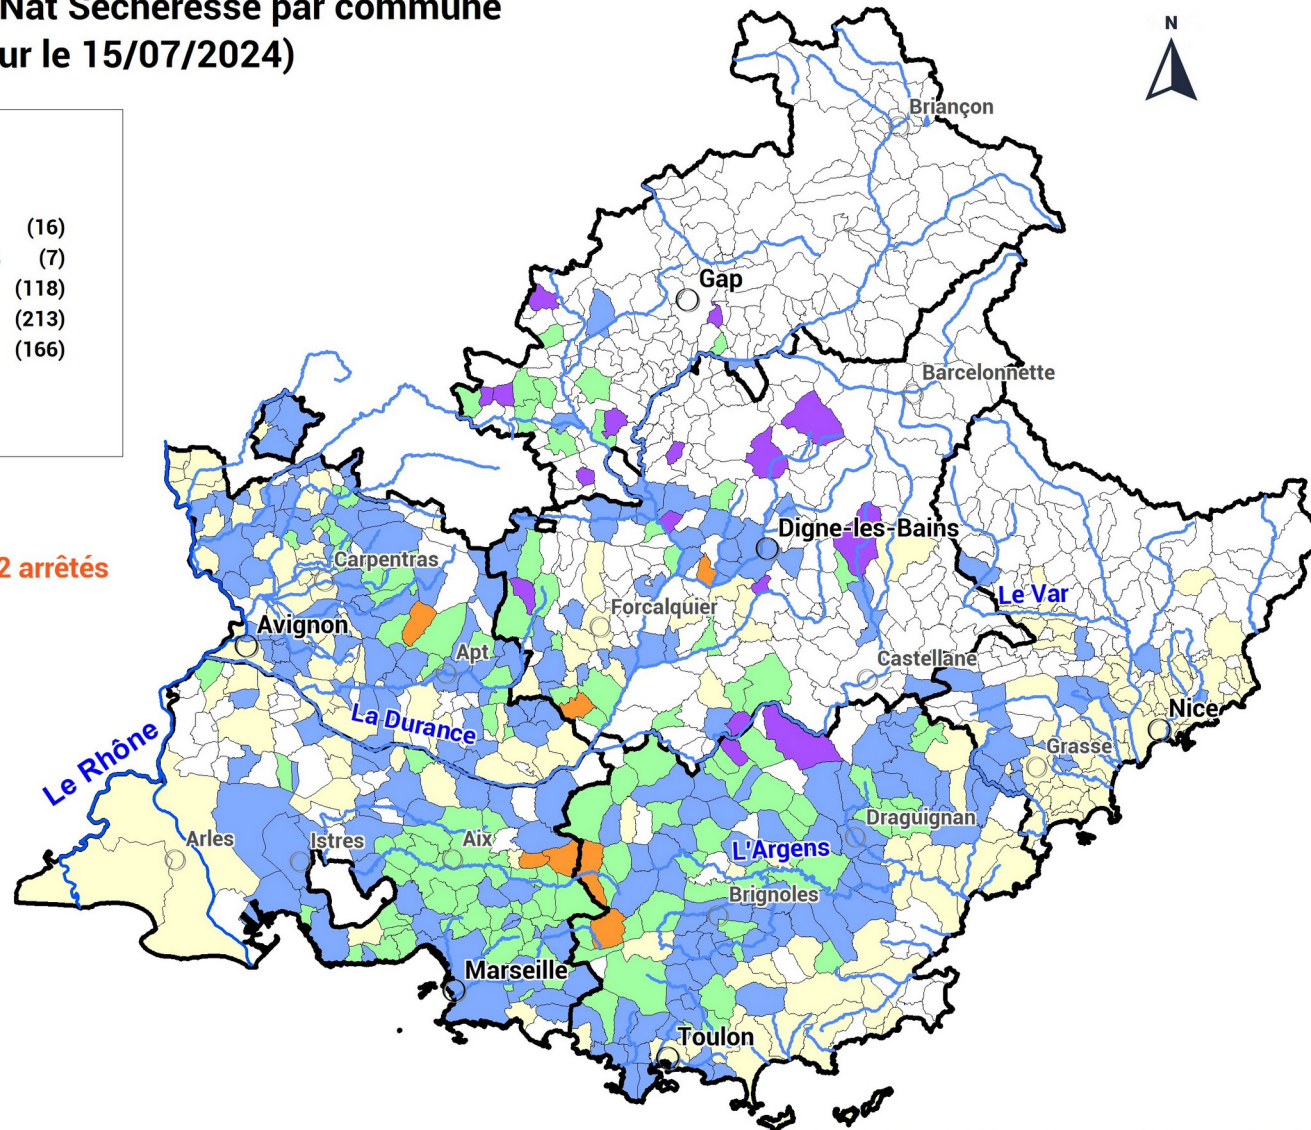 Nat Sécheresse par commune
ur le 15/07/2024)
N
Briançon
(16)
(7)
(118)
(213)
(166)
Gap
Barcelonnette
Digne-les-Bains
Carpentras
2 arrêtés
Le Var
Forcalquier
Avignon
Apt
Castellane
La Durance
Nice
Le Rhône
Grasse
Draguignan
Arles
Istres
Aix
L'Argens
Brignoles
Marseille
Toulon